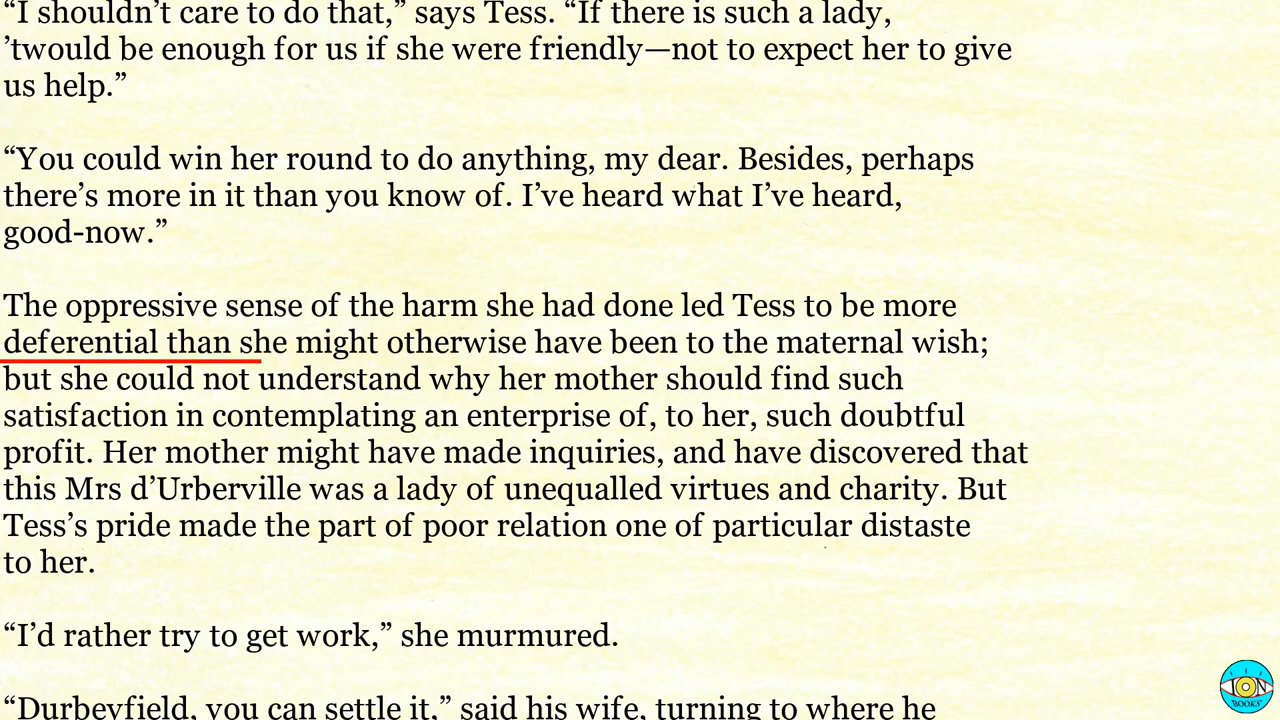 “I shouldn’t care to do that,” says Tess. “If there is such a lady,
’twould be enough for us if she were friendly—not to expect her to give
us help.”
“You could win her round to do anything, my dear. Besides, perhaps
there’s more in it than you know of. I’ve heard what I’ve heard,
good-now.”
The oppressive sense of the harm she had done led Tess to be more
deferential than she might otherwise have been to the maternal wish;
but she could not understand why her mother should find such
satisfaction in contemplating an enterprise of, to her, such doubtful
profit. Her mother might have made inquiries, and have discovered that
this Mrs d’Urberville was a lady of unequalled virtues and charity. But
Tess’s pride made the part of poor relation one of particular distaste
to her.
“I’d rather try to get work,” she murmured.
“Durbeyfield, you can settle it,” said his wife, turning to where he
ION
BOOKS